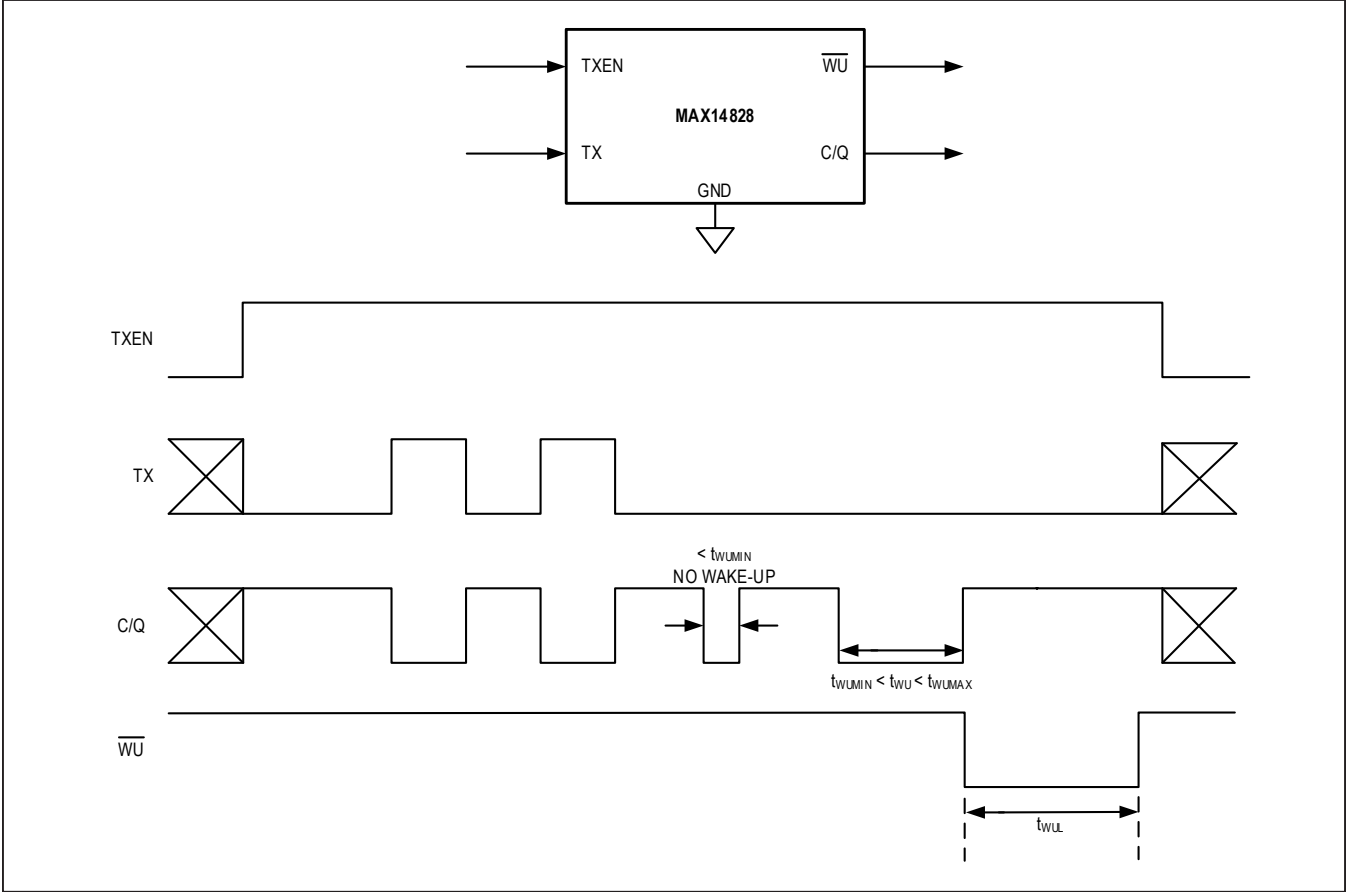 TXEN
WU
MAX14828
TX
C/Q
GND
TXEN
TX
< tWUMIN
NO WAKE-UP
C/Q
tWUMIN < tWU < tWUMAX
WU
tWUL